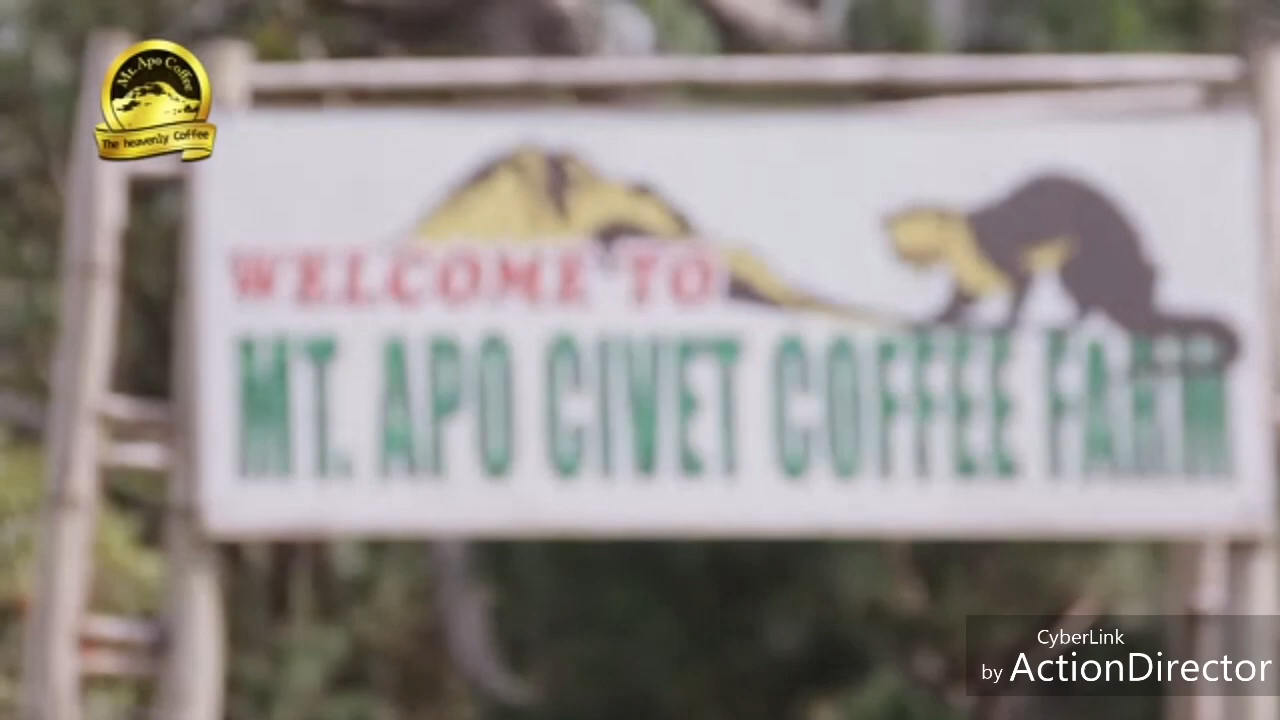 Mt. Apo Coffee
The heavenly Coffee
WELCOME TO
MT. APO CIVET COFFEE FARM
CyberLink
by ActionDirector